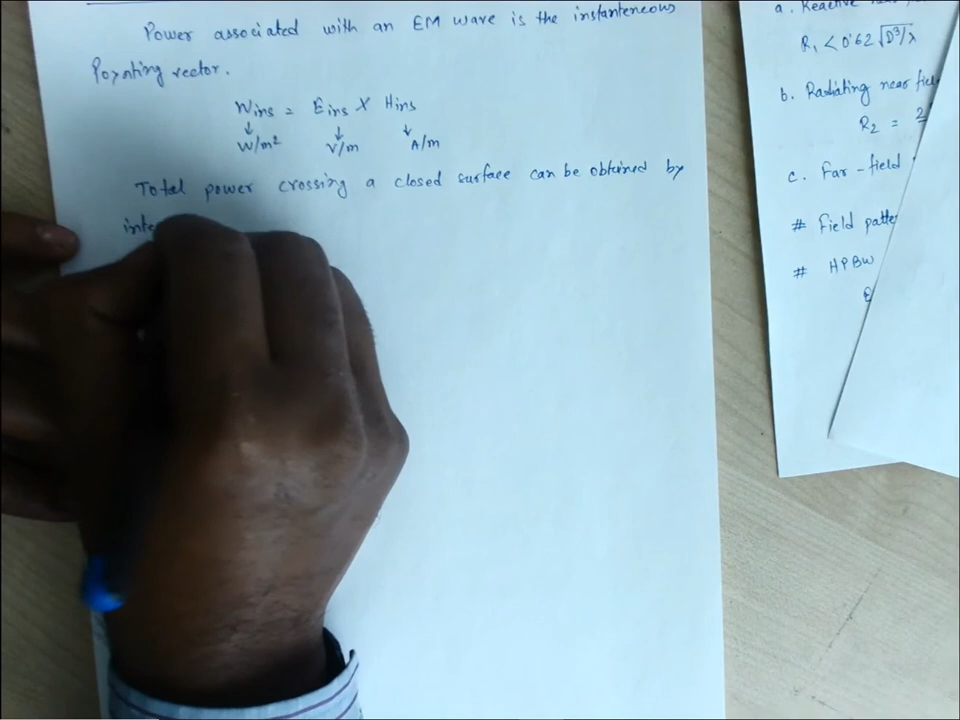 Power associated with an EM wave is the instanteneous
Poynting vector.
Wins = Eins X Hins
↓ ↓ ↓
W/m² V/m A/m
Total power crossing a closed surface can be obtained by
a. Reactive
R₁ < 0.62 √D³/λ
b. Radiating near field
R₂ = 2
c. Far-field
# Field
# HPBW